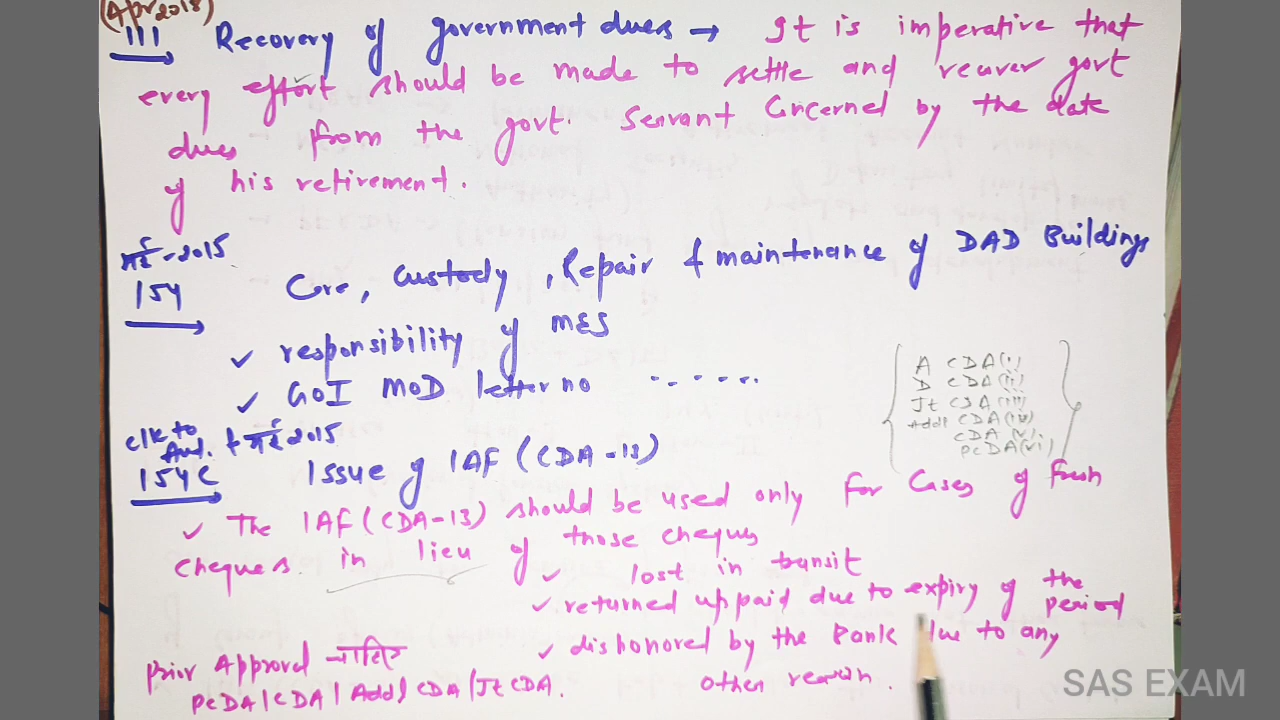 (Apr 2018)
111 Recovery of government dues → It is imperative that
every effort should be made to settle and recover govt
dues from the govt. Servant Concerned by the date
of his retirement.
2015
154 Care, Custody, Repair & maintenance of DAD Buildings
✓ responsibility of MES
✓ GoI MoD letter no .......
A CDA(i)
D CDA(ii)
Jt CDA(iii)
Addl CDA(iv)
CDA (v)
PCDA(vi)
clk to
Aud. + 2015
154C Issue of IAF (CDA-13)
✓ The IAF (CDA-13) should be used only for Cases of Fresh
cheques in lieu of those cheques
✓ lost in transit
✓ returned unpaid due to expiry of the
period
✓ dishonored by the Bank due to any
other reason.
Prior Approval चाहिए
PCDA/CDA/Addl CDA/Jt CDA.
SAS EXAM